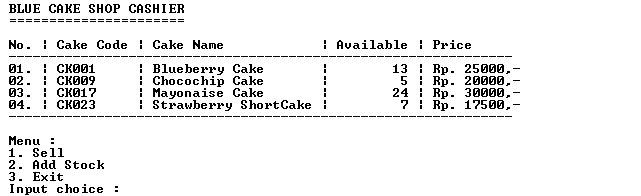 BLUE CAKE SHOP CASHIER
======================
No. ¦ Cake Code ¦ Cake Name ¦ Available ¦ Price
---------------------------------------------------------------
01. ¦ CK001 ¦ Blueberry Cake ¦ 13 ¦ Rp. 25000,-
02. ¦ CK009 ¦ Chocochip Cake ¦ 5 ¦ Rp. 20000,-
03. ¦ CK017 ¦ Mayonaise Cake ¦ 24 ¦ Rp. 30000,-
04. ¦ CK023 ¦ Strawberry ShortCake ¦ 7 ¦ Rp. 17500,-
---------------------------------------------------------------
Menu :
1. Sell
2. Add Stock
3. Exit
Input choice :